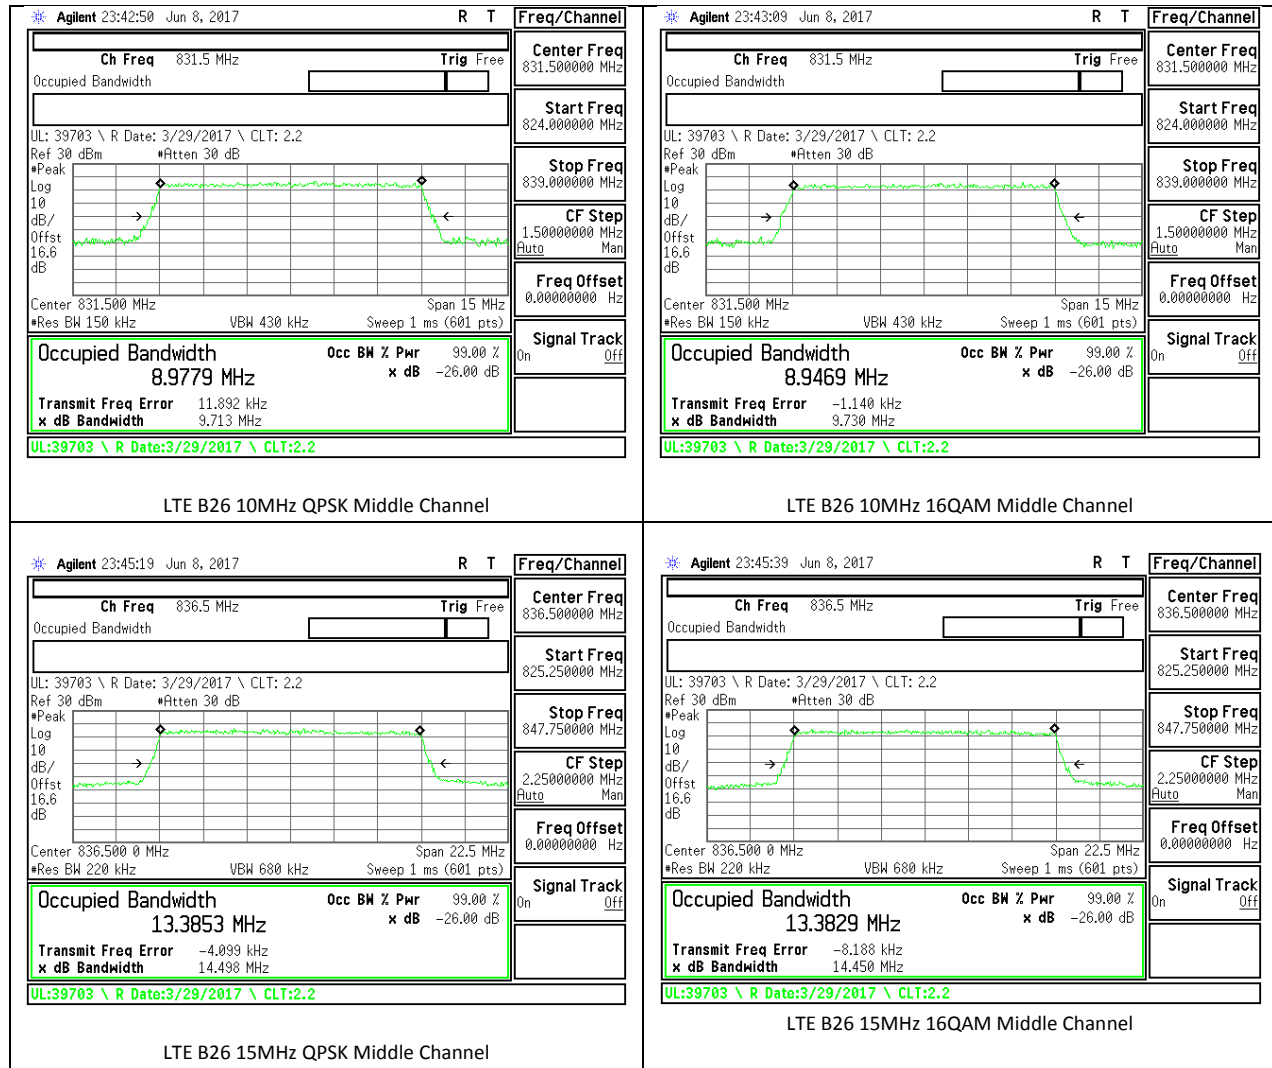 Agilent 23:42:50 Jun 8, 2017 R T Freq/Channel
Ch Freq 831.5 MHz Trig Free
Occupied Bandwidth
Center Freq
831.500000 MHz
Start Freq
824.000000 MHz
UL: 39703 \ R Date: 3/29/2017 \ CLT: 2.2
Ref 30 dBm #Atten 30 dB
#Peak
Log
10
dB/
Offst
16.6
dB
Stop Freq
839.000000 MHz
CF Step
1.50000000 MHz
Auto Man
Freq Offset
0.00000000 Hz
Center 831.500 MHz Span 15 MHz
#Res BW 150 kHz VBW 430 kHz Sweep 1 ms (601 pts)
Signal Track
On Off
Occupied Bandwidth Occ BW % Pwr 99.00 %
8.9779 MHz x dB -26.00 dB
Transmit Freq Error 11.892 kHz
x dB Bandwidth 9.713 MHz
UL:39703 \ R Date:3/29/2017 \ CLT:2.2
LTE B26 10MHz QPSK Middle Channel
Agilent 23:43:09 Jun 8, 2017 R T Freq/Channel
Ch Freq 831.5 MHz Trig Free
Occupied Bandwidth
Center Freq
831.500000 MHz
Start Freq
824.000000 MHz
UL: 39703 \ R Date: 3/29/2017 \ CLT: 2.2
Ref 30 dBm #Atten 30 dB
#Peak
Log
10
dB/
Offst
16.6
dB
Stop Freq
839.000000 MHz
CF Step
1.50000000 MHz
Auto Man
Freq Offset
0.00000000 Hz
Center 831.500 MHz Span 15 MHz
#Res BW 150 kHz VBW 430 kHz Sweep 1 ms (601 pts)
Signal Track
On Off
Occupied Bandwidth Occ BW % Pwr 99.00 %
8.9469 MHz x dB -26.00 dB
Transmit Freq Error -1.140 kHz
x dB Bandwidth 9.730 MHz
UL:39703 \ R Date:3/29/2017 \ CLT:2.2
LTE B26 10MHz 16QAM Middle Channel
Agilent 23:45:19 Jun 8, 2017 R T Freq/Channel
Ch Freq 836.5 MHz Trig Free
Occupied Bandwidth
Center Freq
836.500000 MHz
Start Freq
825.250000 MHz
UL: 39703 \ R Date: 3/29/2017 \ CLT: 2.2
Ref 30 dBm #Atten 30 dB
#Peak
Log
10
dB/
Offst
16.6
dB
Stop Freq
847.750000 MHz
CF Step
2.25000000 MHz
Auto Man
Freq Offset
0.00000000 Hz
Center 836.500 0 MHz Span 22.5 MHz
#Res BW 220 kHz VBW 680 kHz Sweep 1 ms (601 pts)
Signal Track
On Off
Occupied Bandwidth Occ BW % Pwr 99.00 %
13.3853 MHz x dB -26.00 dB
Transmit Freq Error -4.099 kHz
x dB Bandwidth 14.498 MHz
UL:39703 \ R Date:3/29/2017 \ CLT:2.2
LTE B26 15MHz QPSK Middle Channel
Agilent 23:45:39 Jun 8, 2017 R T Freq/Channel
Ch Freq 836.5 MHz Trig Free
Occupied Bandwidth
Center Freq
836.500000 MHz
Start Freq
825.250000 MHz
UL: 39703 \ R Date: 3/29/2017 \ CLT: 2.2
Ref 30 dBm #Atten 30 dB
#Peak
Log
10
dB/
Offst
16.6
dB
Stop Freq
847.750000 MHz
CF Step
2.25000000 MHz
Auto Man
Freq Offset
0.00000000 Hz
Center 836.500 0 MHz Span 22.5 MHz
#Res BW 220 kHz VBW 680 kHz Sweep 1 ms (601 pts)
Signal Track
On Off
Occupied Bandwidth Occ BW % Pwr 99.00 %
13.3829 MHz x dB -26.00 dB
Transmit Freq Error -8.188 kHz
x dB Bandwidth 14.450 MHz
UL:39703 \ R Date:3/29/2017 \ CLT:2.2
LTE B26 15MHz 16QAM Middle Channel